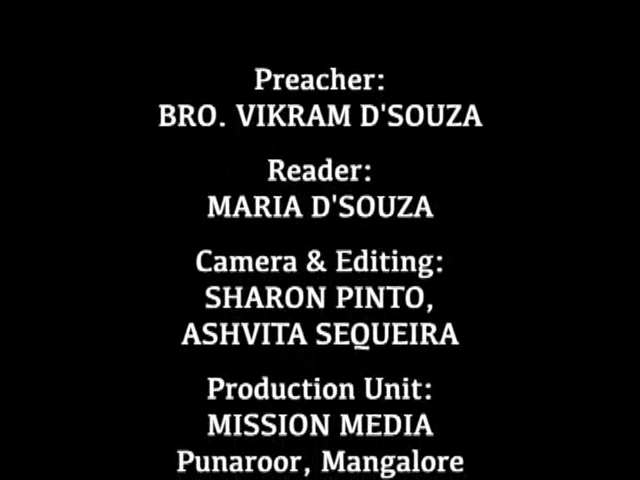 Preacher:
BRO. VIKRAM D'SOUZA
Reader:
MARIA D'SOUZA
Camera & Editing:
SHARON PINTO,
ASHVITA SEQUEIRA
Production Unit:
MISSION MEDIA
Punaroor, Mangalore